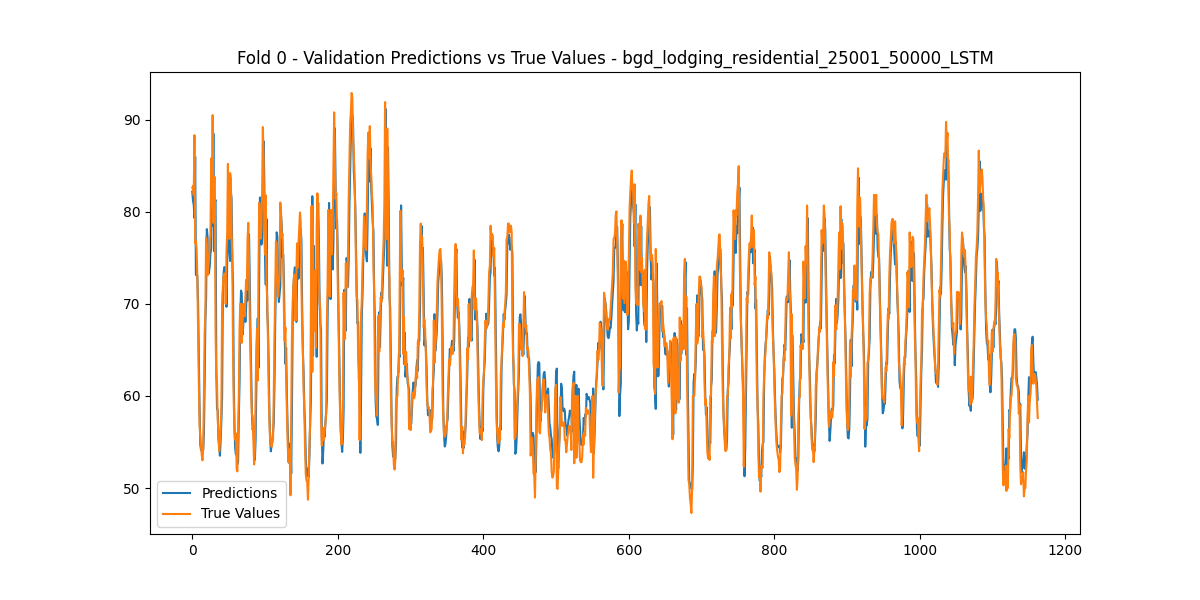 Fold 0 - Validation Predictions vs True Values - bgd_lodging_residential_25001_50000_LSTM
90
80
70
60
50
Predictions
True Values
0 200 400 600 800 1000 1200